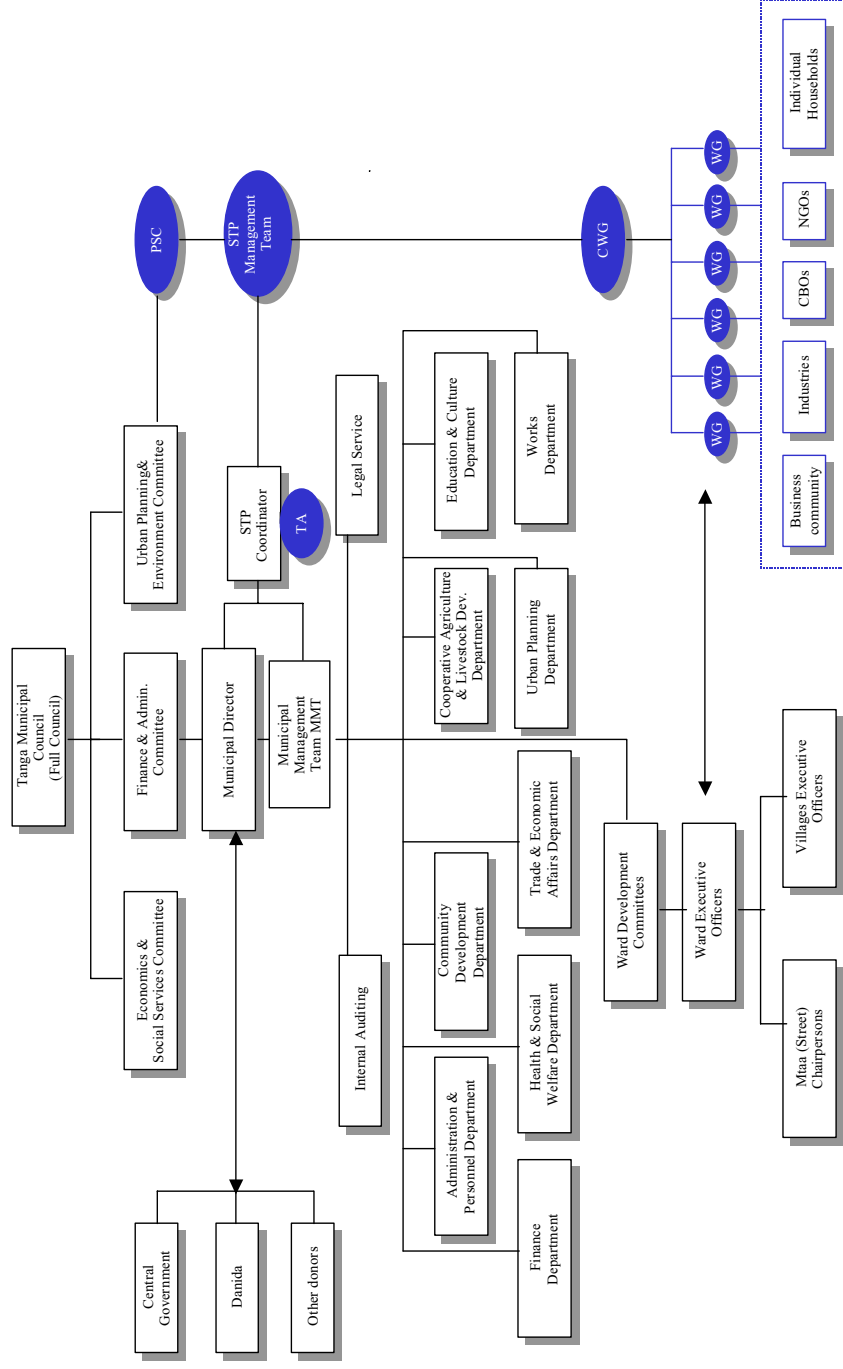 Tanga Municipal
Council
(Full Council)
Economics &
Social Services Committee
Finance & Admin.
Committee
Urban Planning&
Environment Committee
PSC
Central
Government
Danida
Other donors
Municipal Director
Municipal
Management
Team MMT
STP
Coordinator
TA
STP
Management
Team
Internal Auditing
Legal Service
Administration &
Personnel Department
Community
Development
Department
Cooperative Agriculture
& Livestock Dev.
Department
Education & Culture
Department
Finance
Department
Health & Social
Welfare Department
Trade & Economic
Affairs Department
Urban Planning
Department
Works
Department
CWG
Ward Development
Committees
Ward Executive
Officers
Mtaa (Street)
Chairpersons
Villages Executive
Officers
WG
WG
WG
WG
WG
WG
Business
community
Industries
CBOs
NGOs
Individual
Households